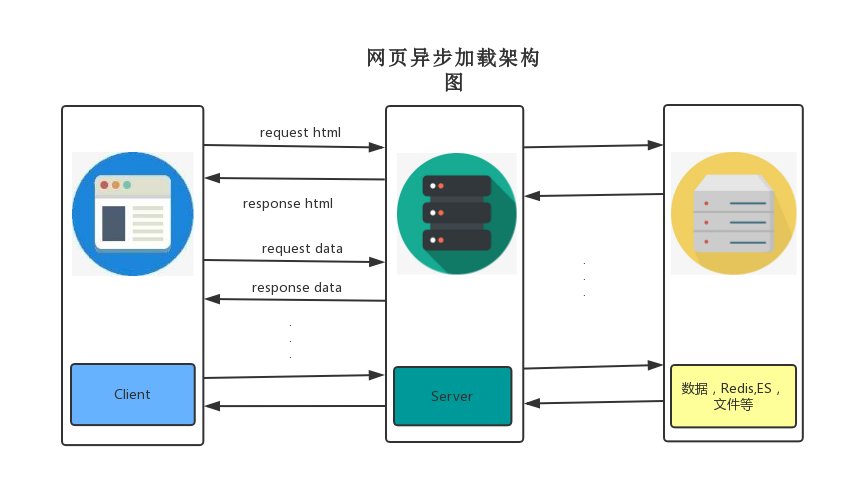 网页异步加载架构
图
request html
response html
request data
response data
.
.
.
.
.
.
Client
Server
数据，Redis,ES，
文件等